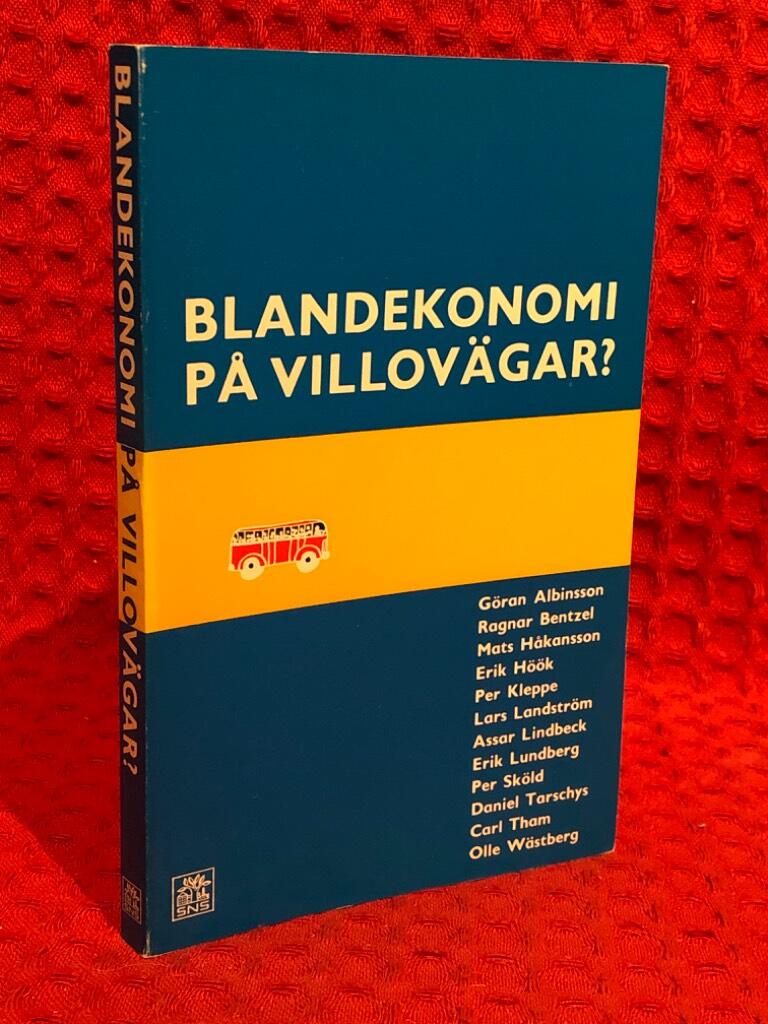 BLANDEKONOMI PÅ VILLOVÄGAR?
BLANDEKONOMI
PÅ VILLOVÄGAR?
Göran Albinsson
Ragnar Bentzel
Mats Håkansson
Erik Höök
Per Kleppe
Lars Landström
Assar Lindbeck
Erik Lundberg
Per Sköld
Daniel Tarschys
Carl Tham
Olle Wästberg
SNS
SNS